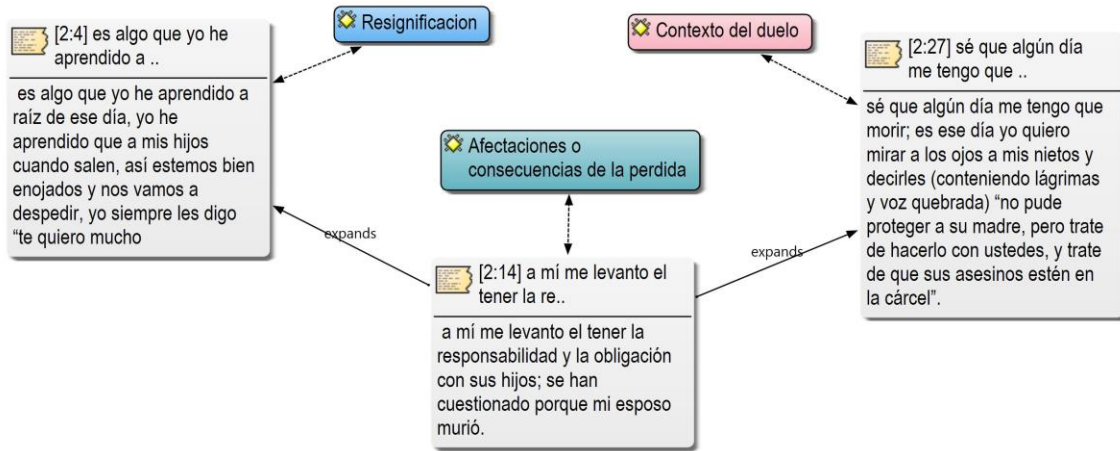 Resignificacion
Contexto del duelo
[2:4] es algo que yo he
aprendido a ..
es algo que yo he aprendido a
raíz de ese día, yo he
aprendido que a mis hijos
cuando salen, así estemos bien
enojados y nos vamos a
despedir, yo siempre les digo
“te quiero mucho
[2:27] sé que algún día
me tengo que ..
sé que algún día me tengo que
morir; es ese día yo quiero
mirar a los ojos a mis nietos y
decirles (conteniendo lágrimas
y voz quebrada) “no pude
proteger a su madre, pero trate
de hacerlo con ustedes, y trate
de que sus asesinos estén en
la cárcel”.
Afectaciones o
consecuencias de la perdida
expands
expands
[2:14] a mí me levanto el
tener la re..
a mí me levanto el tener la
responsabilidad y la obligación
con sus hijos; se han
cuestionado porque mi esposo
murió.